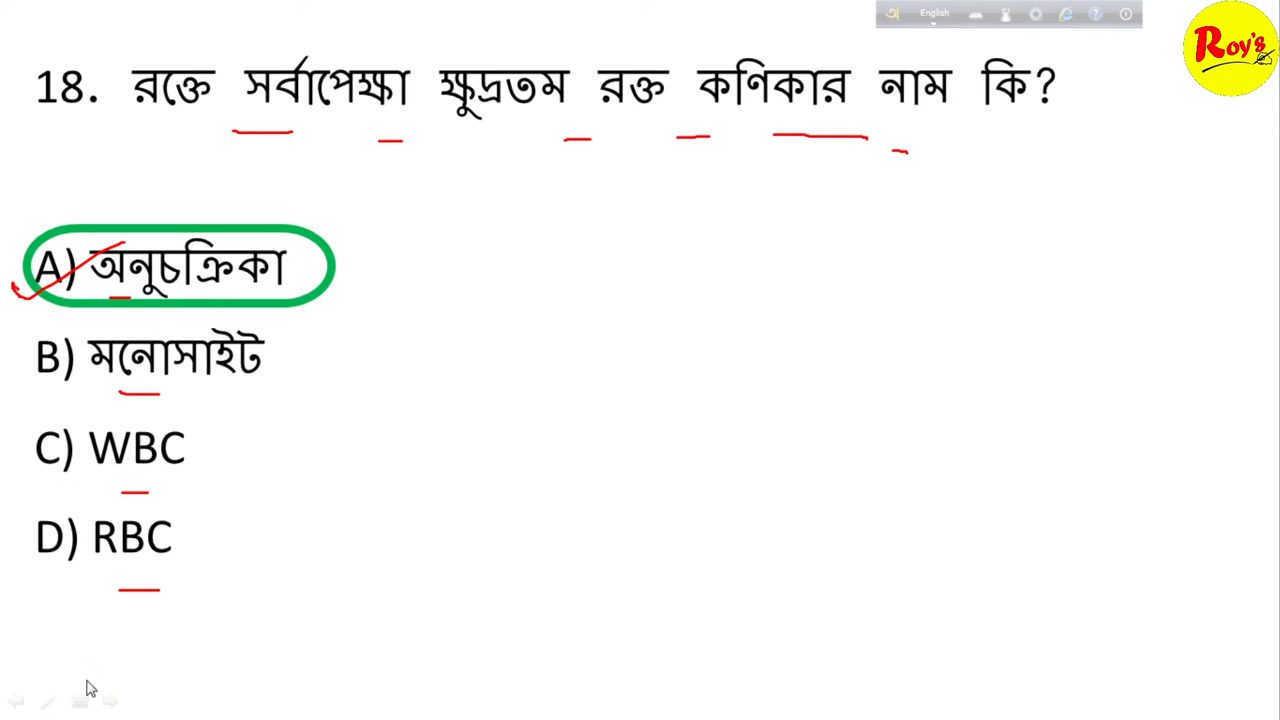 English
Roy's
18. রক্তে সর্বাপেক্ষা ক্ষুদ্রতম রক্ত কণিকার নাম কি?
A) অনুচক্রিকা
B) মনোসাইট
C) WBC
D) RBC